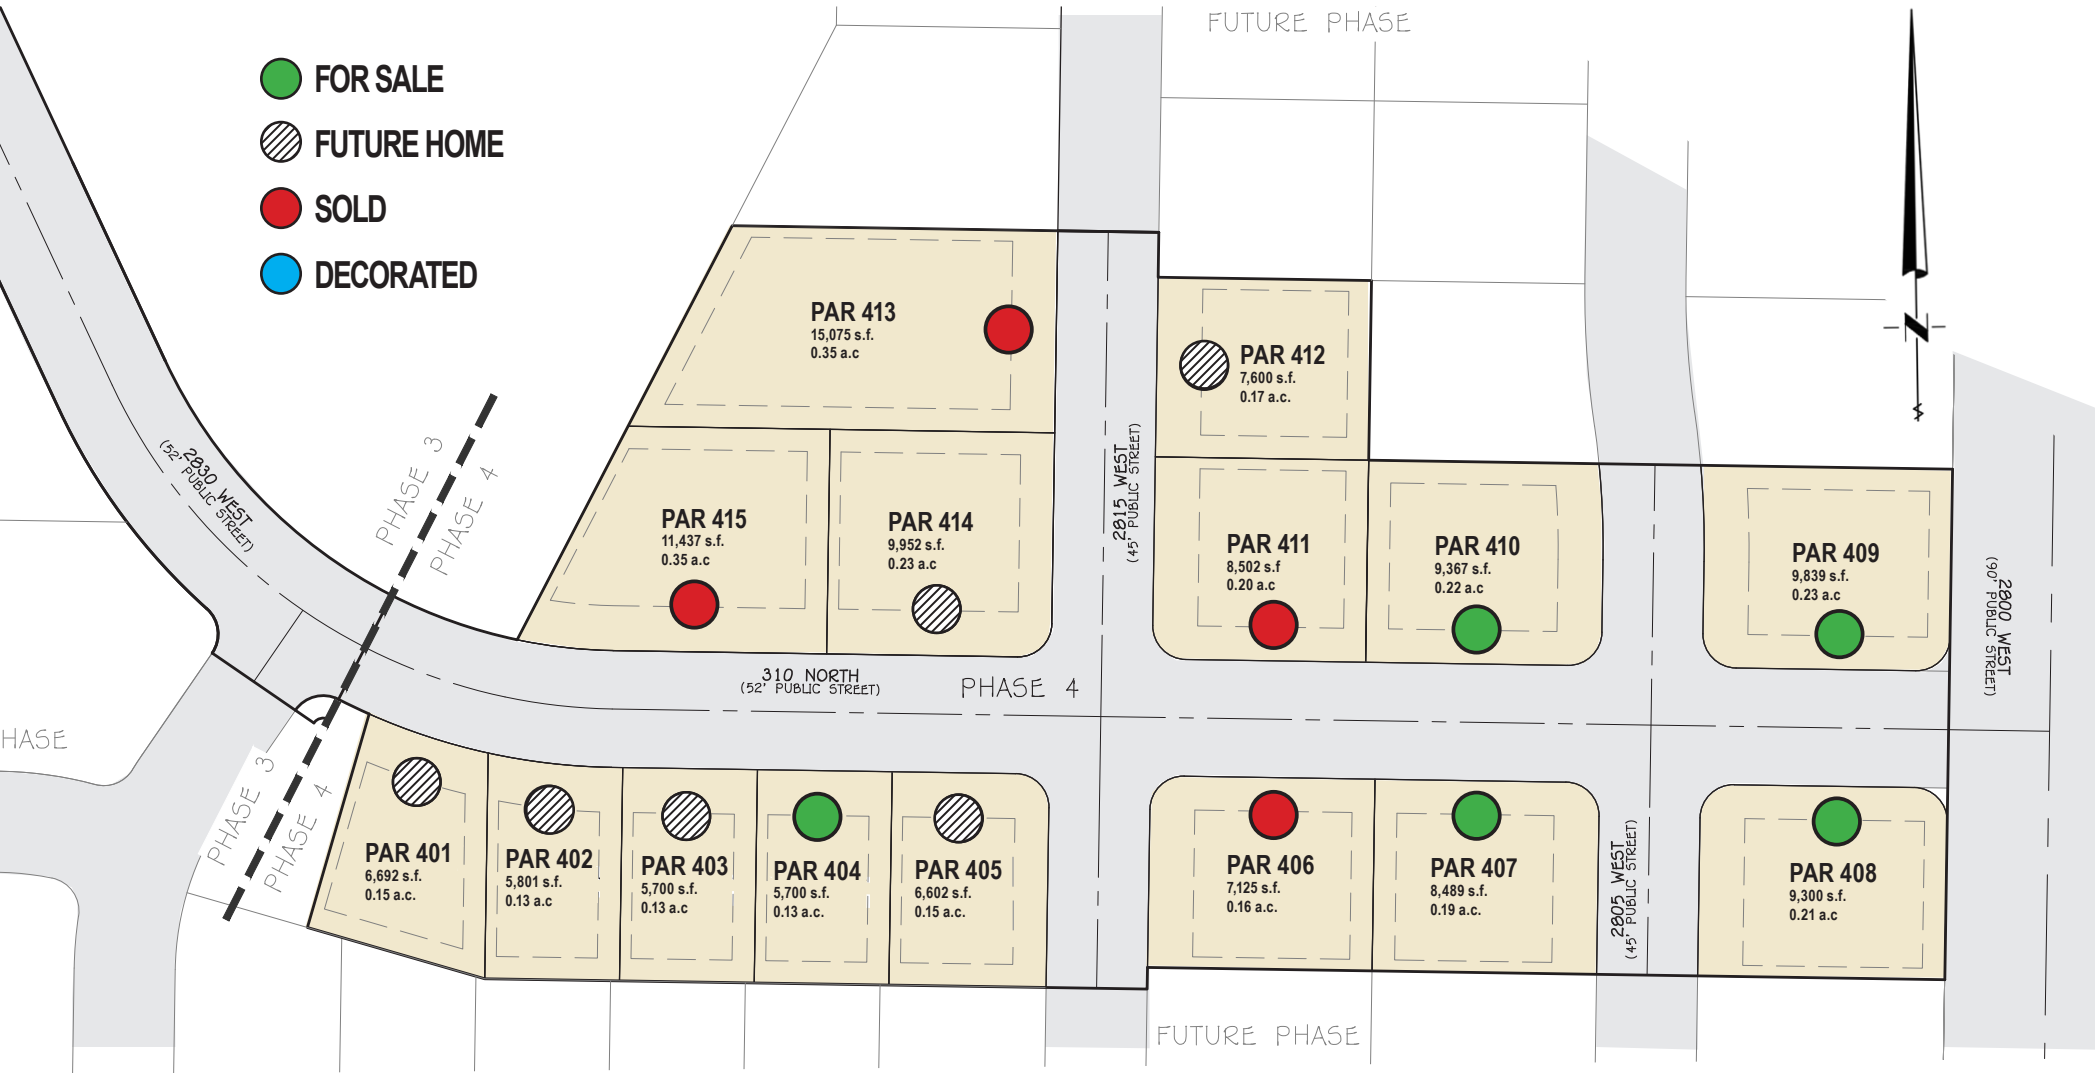 FUTURE PHASE
FOR SALE
FUTURE HOME
SOLD
DECORATED
PAR 413
15,075 s.f.
0.35 a.c
PAR 412
7,600 s.f.
0.17 a.c.
N
2830 WEST
(52' PUBLIC STREET)
PHASE 3
PHASE 4
PAR 415
11,437 s.f.
0.35 a.c
PAR 414
9,952 s.f.
0.23 a.c
2815 WEST
(45' PUBLIC STREET)
PAR 411
8,502 s.f
0.20 a.c
PAR 410
9,367 s.f.
0.22 a.c
PAR 409
9,839 s.f.
0.23 a.c
2800 WEST
(90' PUBLIC STREET)
310 NORTH
(52' PUBLIC STREET)
PHASE 4
HASE
PHASE 3
PHASE 4
PAR 401
6,692 s.f.
0.15 a.c.
PAR 402
5,801 s.f.
0.13 a.c
PAR 403
5,700 s.f.
0.13 a.c
PAR 404
5,700 s.f.
0.13 a.c.
PAR 405
6,602 s.f.
0.15 a.c.
PAR 406
7,125 s.f.
0.16 a.c.
PAR 407
8,489 s.f.
0.19 a.c.
2805 WEST
(45' PUBLIC STREET)
PAR 408
9,300 s.f.
0.21 a.c
FUTURE PHASE